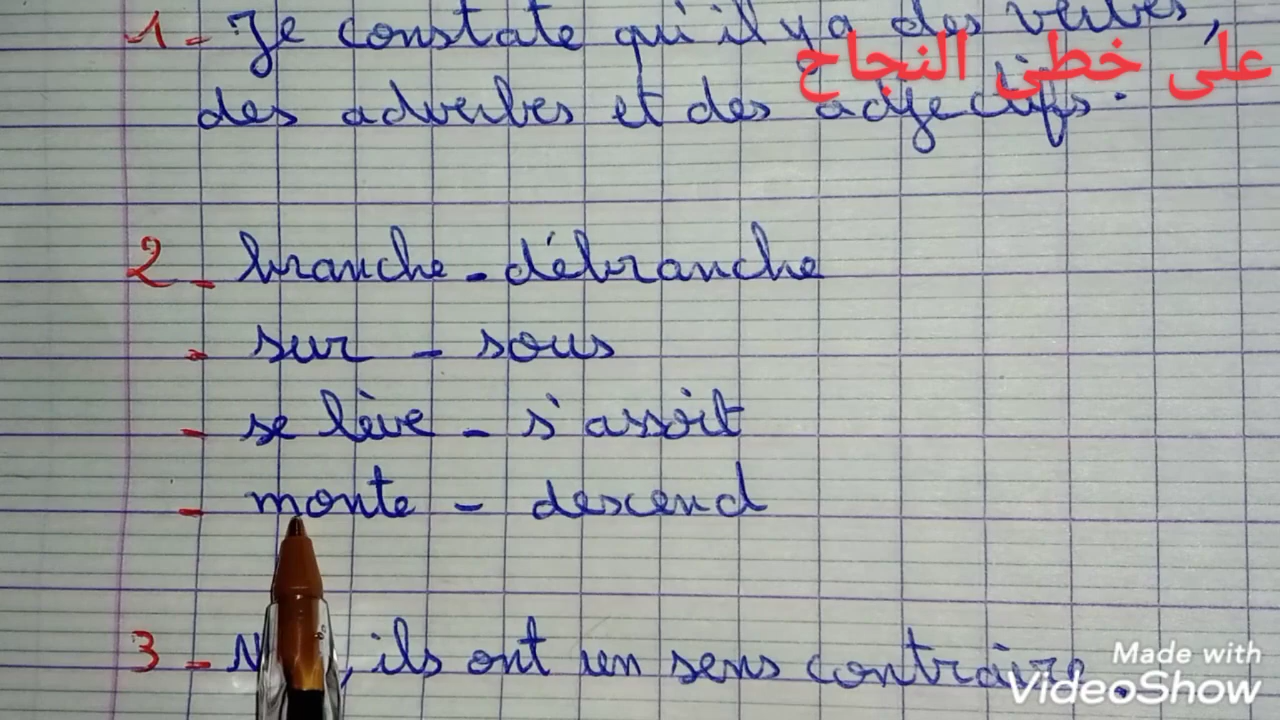 1- Je constate qu'il y a des verbes,
على خطى النجاح
des adverbes et des adjectifs.
2- branche - débranche
- sur - sous
- se lève - s'assoit
- monte - descend
3- N , ils ont un sens contraire.
Made with
VideoShow